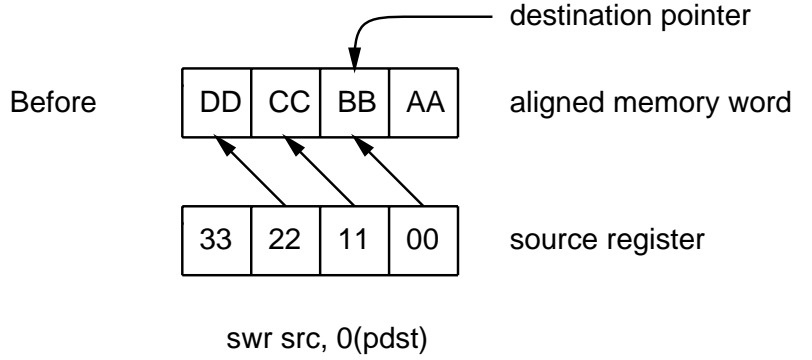 destination pointer
Before DD CC BB AA aligned memory word
33 22 11 00 source register
swr src, 0(pdst)